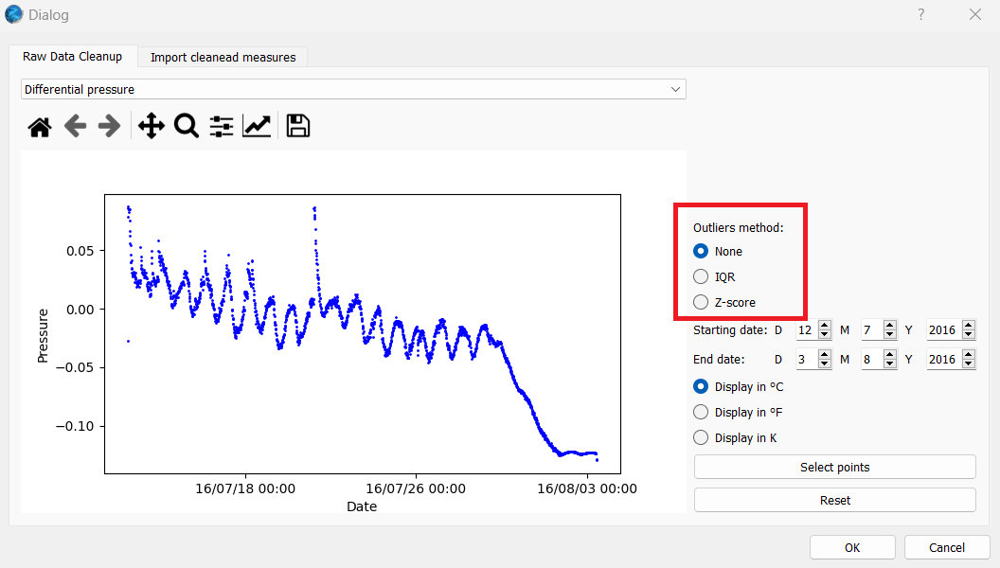 Dialog
Raw Data Cleanup
Import cleanead measures
Differential pressure
Outliers method:
None
IQR
Z-score
Starting date: D 12 M 7 Y 2016
End date: D 3 M 8 Y 2016
Display in ºC
Display in ºF
Display in K
Select points
Reset
0.05
0.00
−0.05
−0.10
Pressure
16/07/18 00:00
16/07/26 00:00
16/08/03 00:00
Date
OK
Cancel